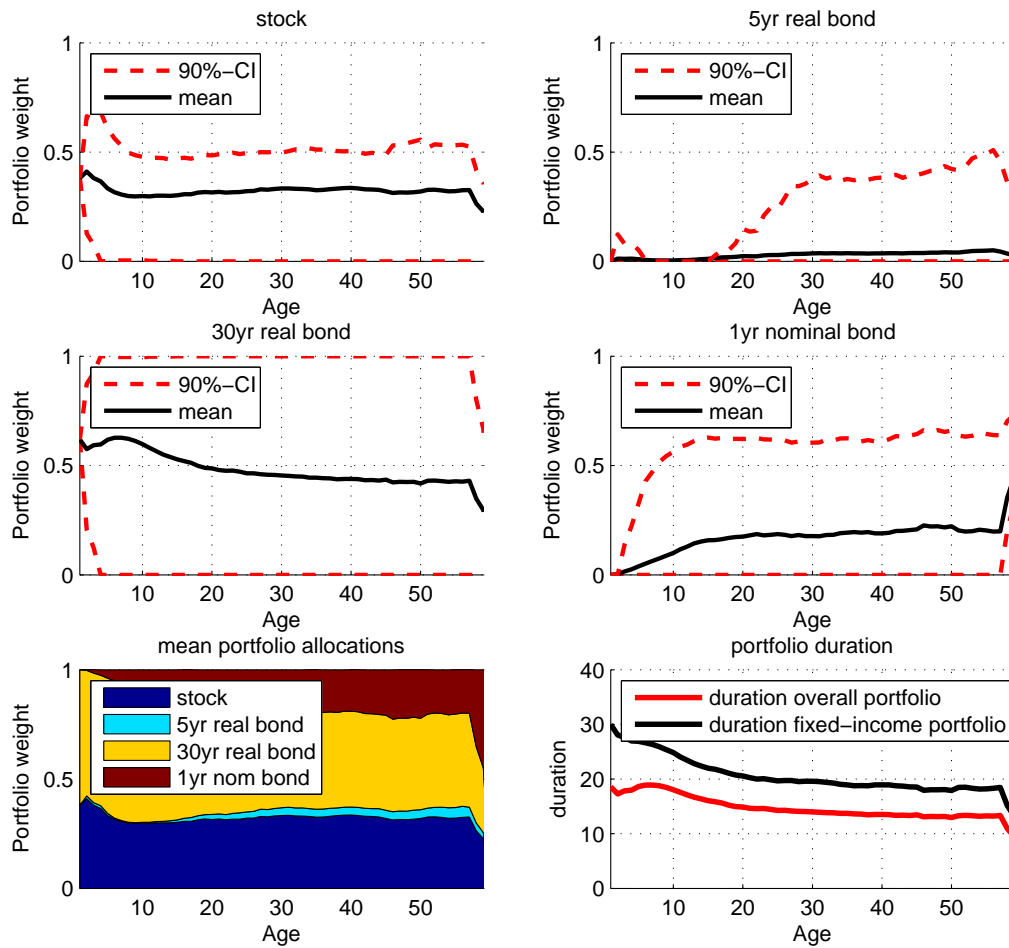 stock
1
0.5
0
Portfolio weight
90%-CI
mean
10 20 30 40 50
Age
5yr real bond
1
0.5
0
Portfolio weight
90%-CI
mean
10 20 30 40 50
Age
30yr real bond
1
0.5
0
Portfolio weight
90%-CI
mean
10 20 30 40 50
Age
1yr nominal bond
1
0.5
0
Portfolio weight
90%-CI
mean
10 20 30 40 50
Age
mean portfolio allocations
1
0.5
0
Portfolio weight
stock
5yr real bond
30yr real bond
1yr nom bond
10 20 30 40 50
Age
portfolio duration
40
30
20
10
0
duration
duration overall portfolio
duration fixed-income portfolio
10 20 30 40 50
Age